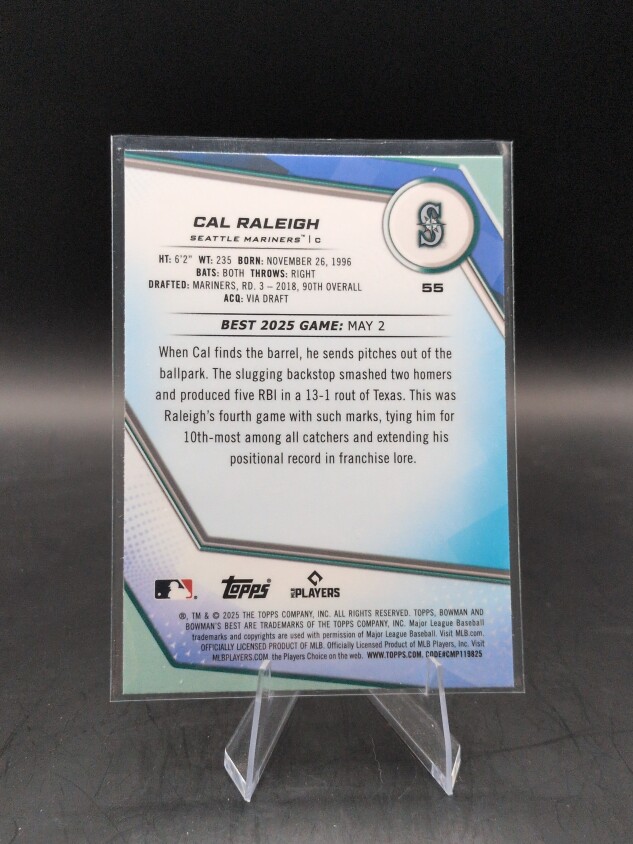 S
CAL RALEIGH
SEATTLE MARINERS™ | C
HT: 6'2" WT: 235 BORN: NOVEMBER 26, 1996
BATS: BOTH THROWS: RIGHT
DRAFTED: MARINERS, RD. 3 – 2018, 90TH OVERALL
ACQ: VIA DRAFT
55
BEST 2025 GAME: MAY 2
When Cal finds the barrel, he sends pitches out of the
ballpark. The slugging backstop smashed two homers
and produced five RBI in a 13-1 rout of Texas. This was
Raleigh's fourth game with such marks, tying him for
10th-most among all catchers and extending his
positional record in franchise lore.
topps
MLB PLAYERS
®, TM & © 2025 THE TOPPS COMPANY, INC. ALL RIGHTS RESERVED. TOPPS, BOWMAN AND
BOWMAN'S BEST ARE TRADEMARKS OF THE TOPPS COMPANY, INC. Major League Baseball
trademarks and copyrights are used with permission of Major League Baseball. Visit MLB.com.
OFFICIALLY LICENSED PRODUCT OF MLB. Officially Licensed Product of MLB Players, Inc. Visit
MLBPLAYERS.COM, the Players Choice on the web. WWW.TOPPS.COM. CODE#CMP119825